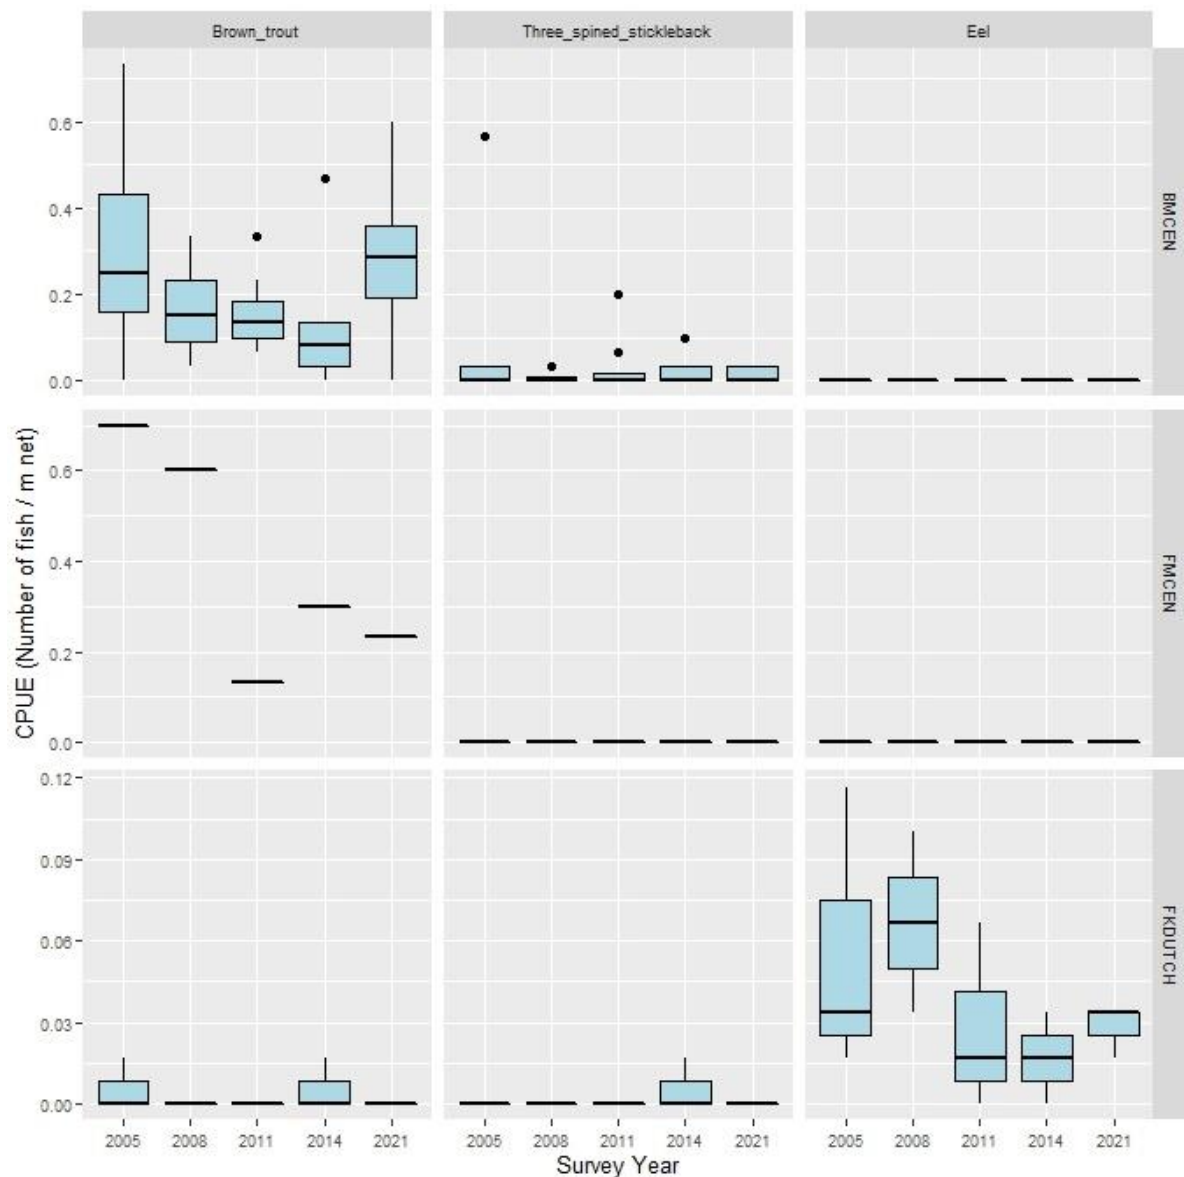 Brown_trout Three_spined_stickleback Eel
CPUE (Number of fish / m net)
0.6
0.4
0.2
0.0
BMCEN
0.6
0.4
0.2
0.0
FMCEN
0.12
0.09
0.06
0.03
0.00
FKDUTCH
2005 2008 2011 2014 2021 2005 2008 2011 2014 2021 2005 2008 2011 2014 2021
Survey Year